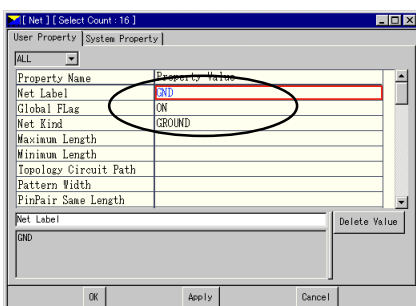 [ Net ] [ Select Count : 16 ]
User Property System Property
ALL
Property Name Property Value
Net Label GND
Global FLag ON
Net Kind GROUND
Maximum Length
Minimum Length
Topology Circuit Path
Pattern Width
PinPair Same Length
Net Label Delete Value
GND
OK Apply Cancel